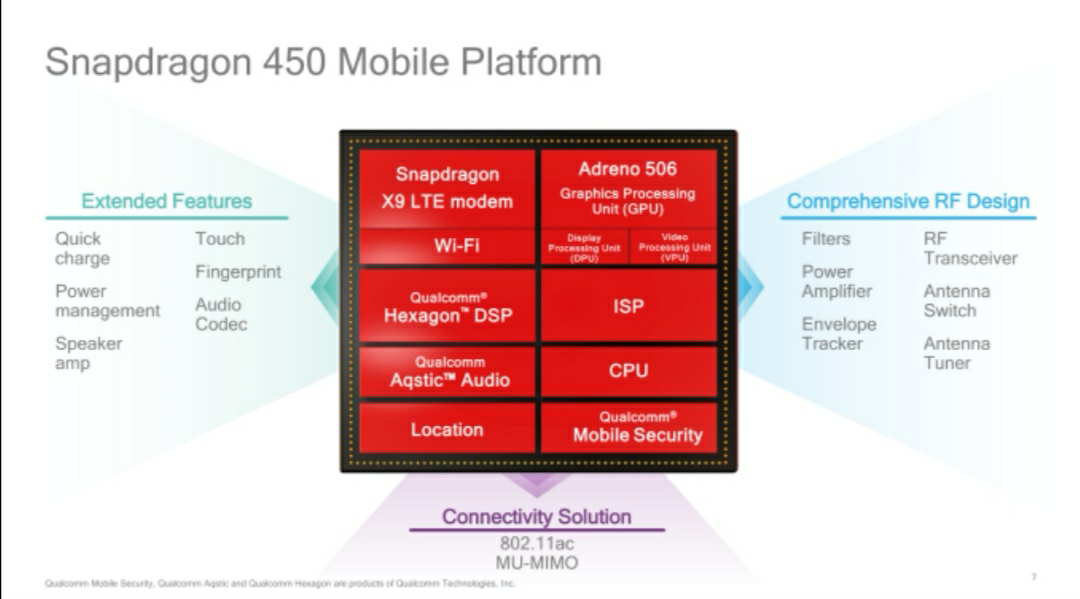 Snapdragon 450 Mobile Platform
Extended Features
Quick
charge
Power
management
Speaker
amp
Touch
Fingerprint
Audio
Codec
Snapdragon
X9 LTE modem
Wi-Fi
Qualcomm®
Hexagon™ DSP
Qualcomm
Aqstic™ Audio
Location
Adreno 506
Graphics Processing
Unit (GPU)
Display
Processing Unit
(DPU)
Video
Processing Unit
(VPU)
ISP
CPU
Qualcomm®
Mobile Security
Comprehensive RF Design
Filters
Power
Amplifier
Envelope
Tracker
RF
Transceiver
Antenna
Switch
Antenna
Tuner
Connectivity Solution
802.11ac
MU-MIMO
Qualcomm Mobile Security, Qualcomm Aqstic and Qualcomm Hexagon are products of Qualcomm Technologies, Inc.
7